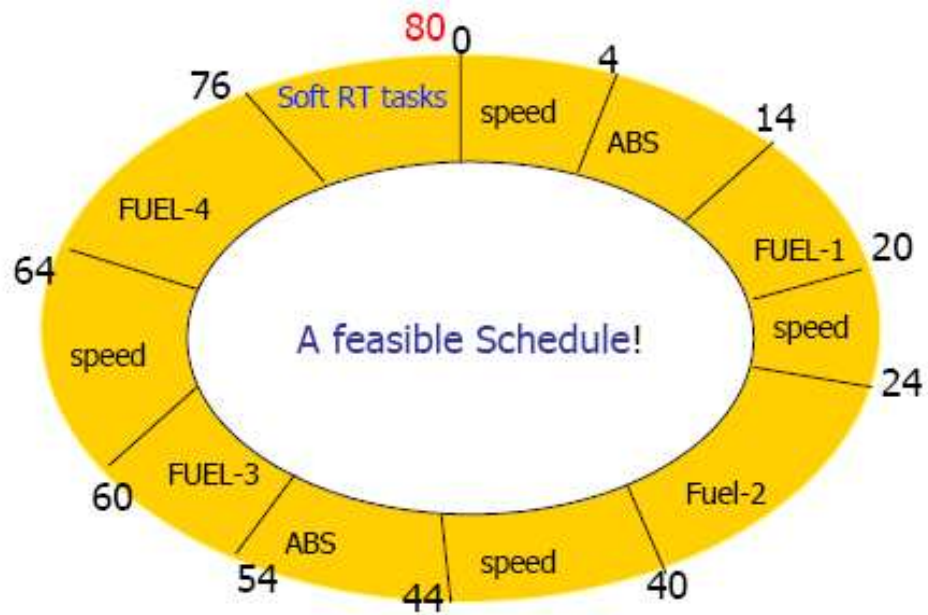 80
0
speed
4
ABS
14
FUEL-1
20
speed
24
Fuel-2
40
speed
44
ABS
54
FUEL-3
60
speed
64
FUEL-4
76
Soft RT tasks
A feasible Schedule!